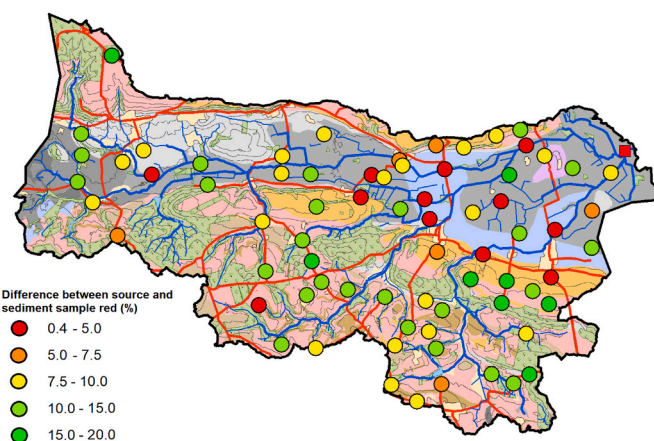 Difference between source and
sediment sample red (%)
0.4 - 5.0
5.0 - 7.5
7.5 - 10.0
10.0 - 15.0
15.0 - 20.0